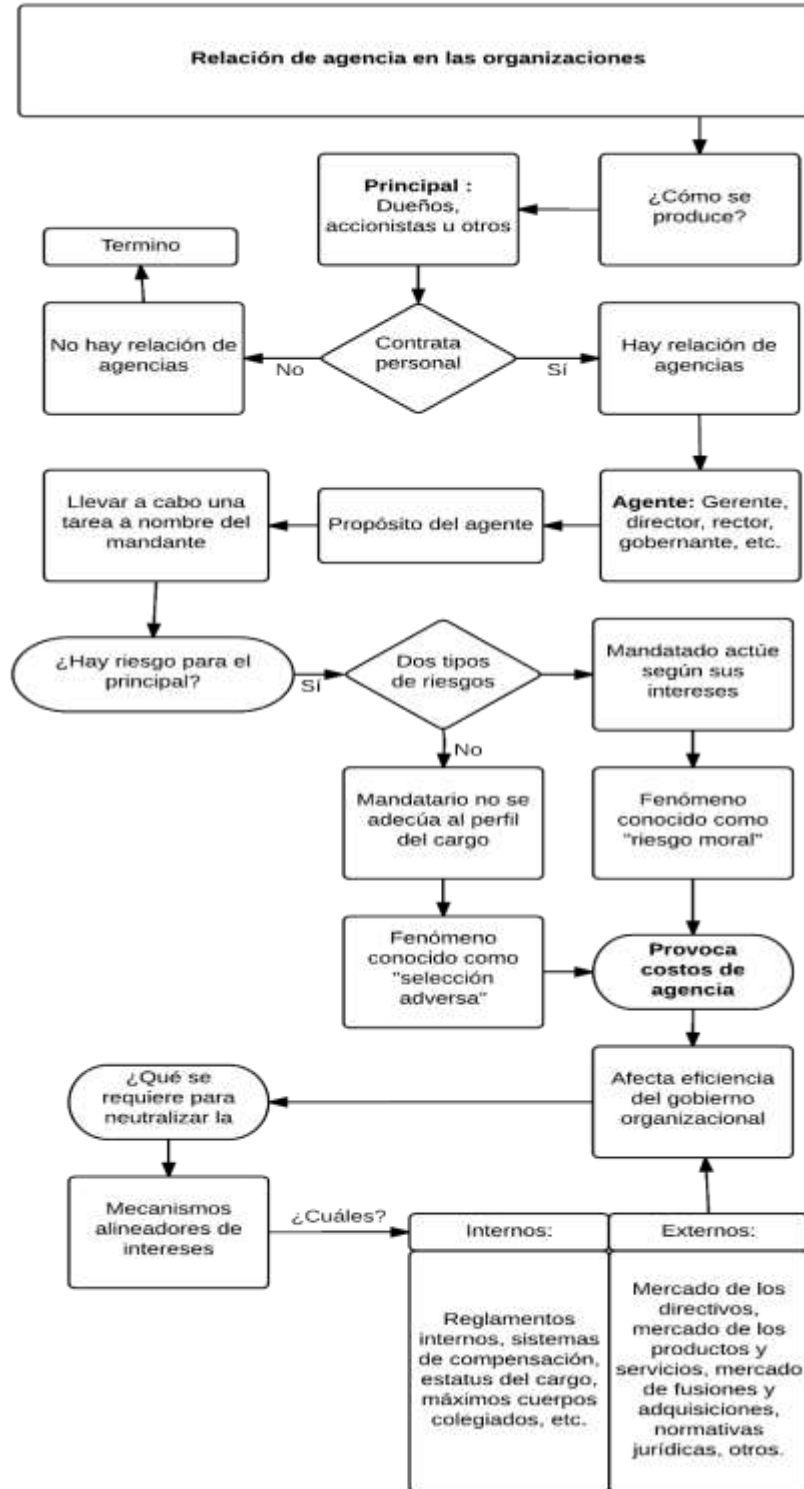 Relación de agencia en las organizaciones
¿Cómo se
produce?
Principal :
Dueños,
accionistas u otros
Termino
No hay relación de
agencias
No
Contrata
personal
Sí
Hay relación de
agencias
Agente: Gerente,
director, rector,
gobernante, etc.
Propósito del agente
Llevar a cabo una
tarea a nombre del
mandante
¿Hay riesgo para el
principal?
Sí
Dos tipos
de riesgos
Mandatado actúe
según sus
intereses
No
Mandatario no se
adecúa al perfil
del cargo
Fenómeno
conocido como
"riesgo moral"
Fenómeno
conocido como
"selección
adversa"
Provoca
costos de
agencia
Afecta eficiencia
del gobierno
organizacional
¿Qué se
requiere para
neutralizar la
Mecanismos
alineadores de
intereses
¿Cuáles?
Internos:
Reglamentos
internos, sistemas
de compensación,
estatus del cargo,
máximos cuerpos
colegiados, etc.
Externos:
Mercado de los
directivos,
mercado de los
productos y
servicios, mercado
de fusiones y
adquisiciones,
normativas
jurídicas, otros.